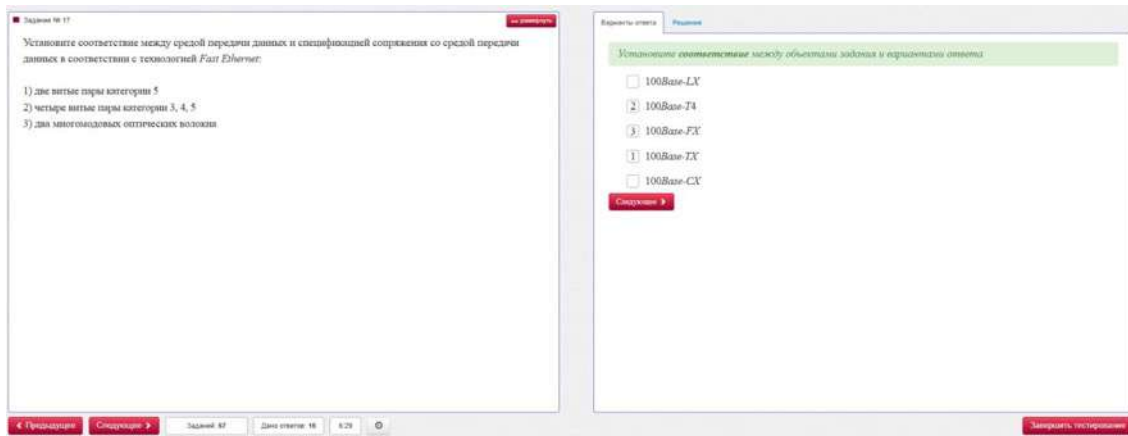 Задание № 17
развернуть
Установите соответствие между средой передачи данных и спецификацией сопряжения со средой передачи
данных в соответствии с технологией Fast Ethernet:
1) две витые пары категории 5
2) четыре витые пары категории 3, 4, 5
3) два многомодовых оптических волокна
Предыдущее
Следующее
Заданий: 67
Дано ответов: 16
Варианты ответа
Решение
Установите соответствие между объектами задания и вариантами ответа
100Base-LX
2 100Base-T4
3 100Base-FX
1 100Base-TX
100Base-CX
Следующее
Завершить тестирование